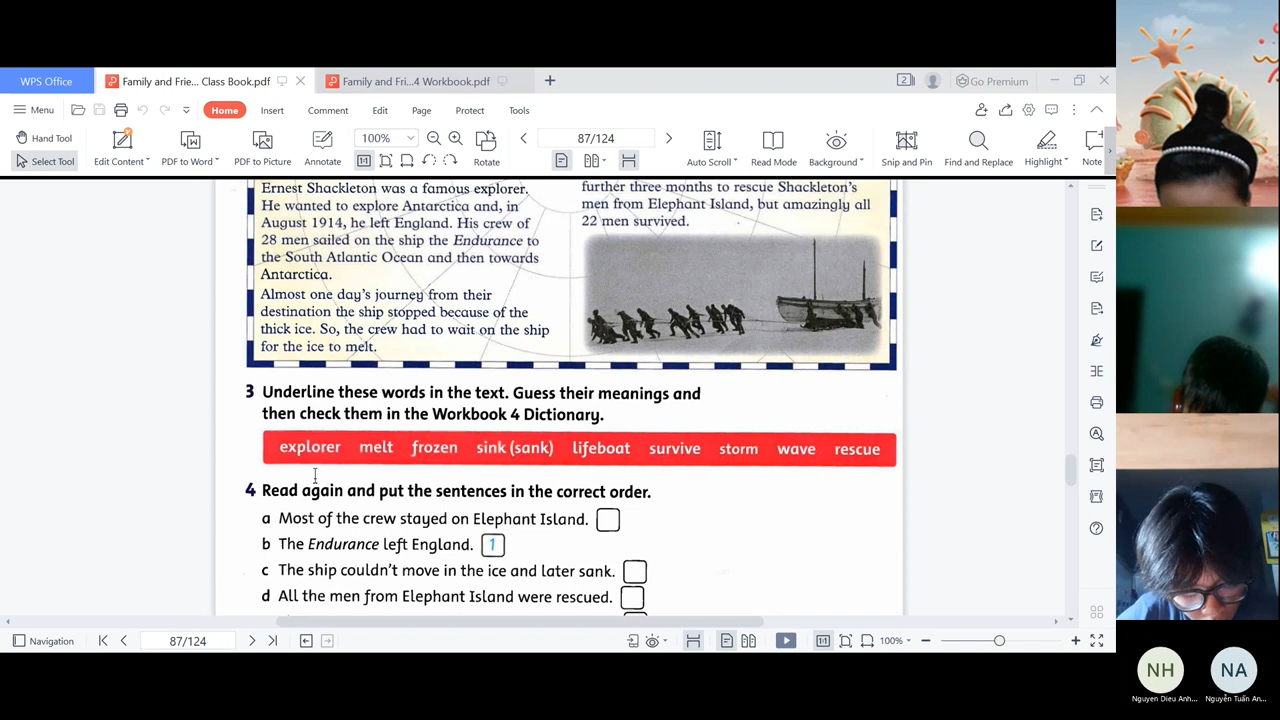 WPS Office
Family and Frie... Class Book.pdf
Family and Fri...4 Workbook.pdf
2
Go Premium
Menu
Home
Insert
Comment
Edit
Page
Protect
Tools
Hand Tool
Select Tool
Edit Content
PDF to Word
PDF to Picture
Annotate
100%
Rotate
87/124
Auto Scroll
Read Mode
Background
Snip and Pin
Find and Replace
Highlight
Note
Ernest Shackleton was a famous explorer.
He wanted to explore Antarctica and, in
August 1914, he left England. His crew of
28 men sailed on the ship the Endurance to
the South Atlantic Ocean and then towards
Antarctica.
Almost one day's journey from their
destination the ship stopped because of the
thick ice. So, the crew had to wait on the ship
for the ice to melt.
further three months to rescue Shackleton's
men from Elephant Island, but amazingly all
22 men survived.
3 Underline these words in the text. Guess their meanings and
then check them in the Workbook 4 Dictionary.
explorer melt frozen sink (sank) lifeboat survive storm wave rescue
4 Read again and put the sentences in the correct order.
a Most of the crew stayed on Elephant Island.
b The Endurance left England. 1
c The ship couldn't move in the ice and later sank.
d All the men from Elephant Island were rescued.
Navigation
87/124
100%
NH
Nguyen Dieu Anh...
NA
Nguyễn Tuấn An...